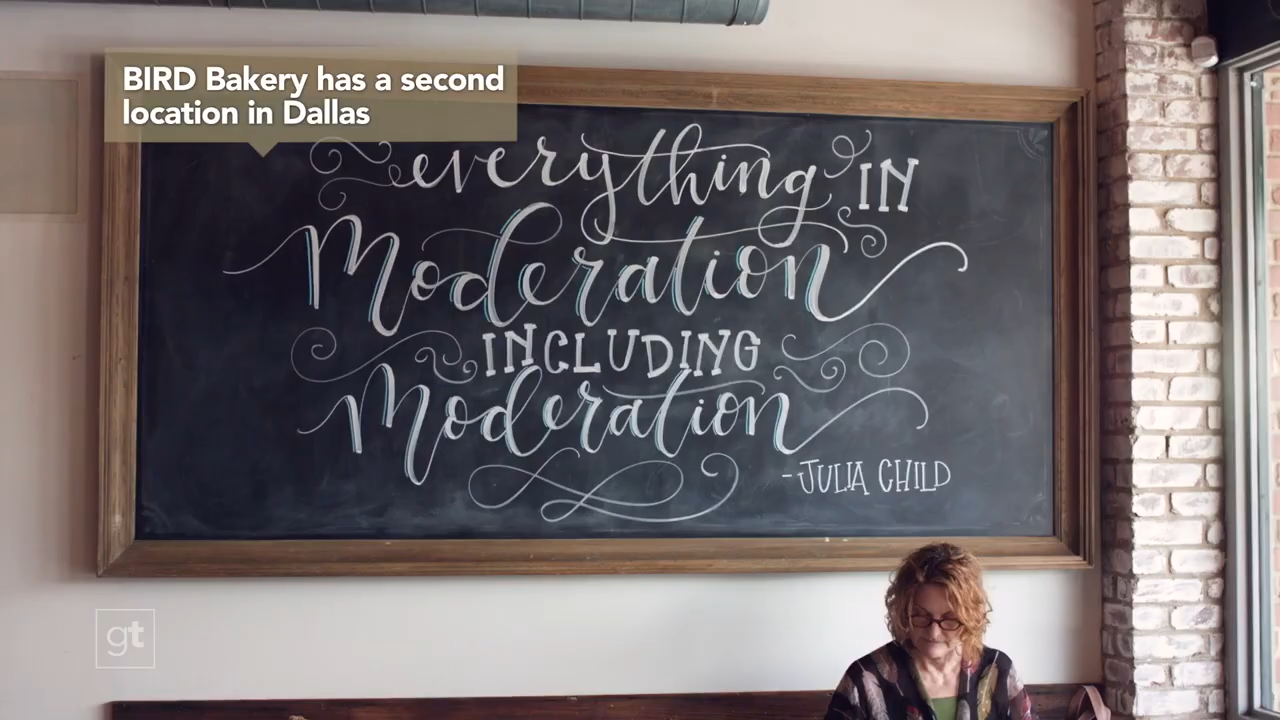 BIRD Bakery has a second
location in Dallas
everything IN
Moderation
INCLUDING
Moderation
-JULIA CHILD
gt